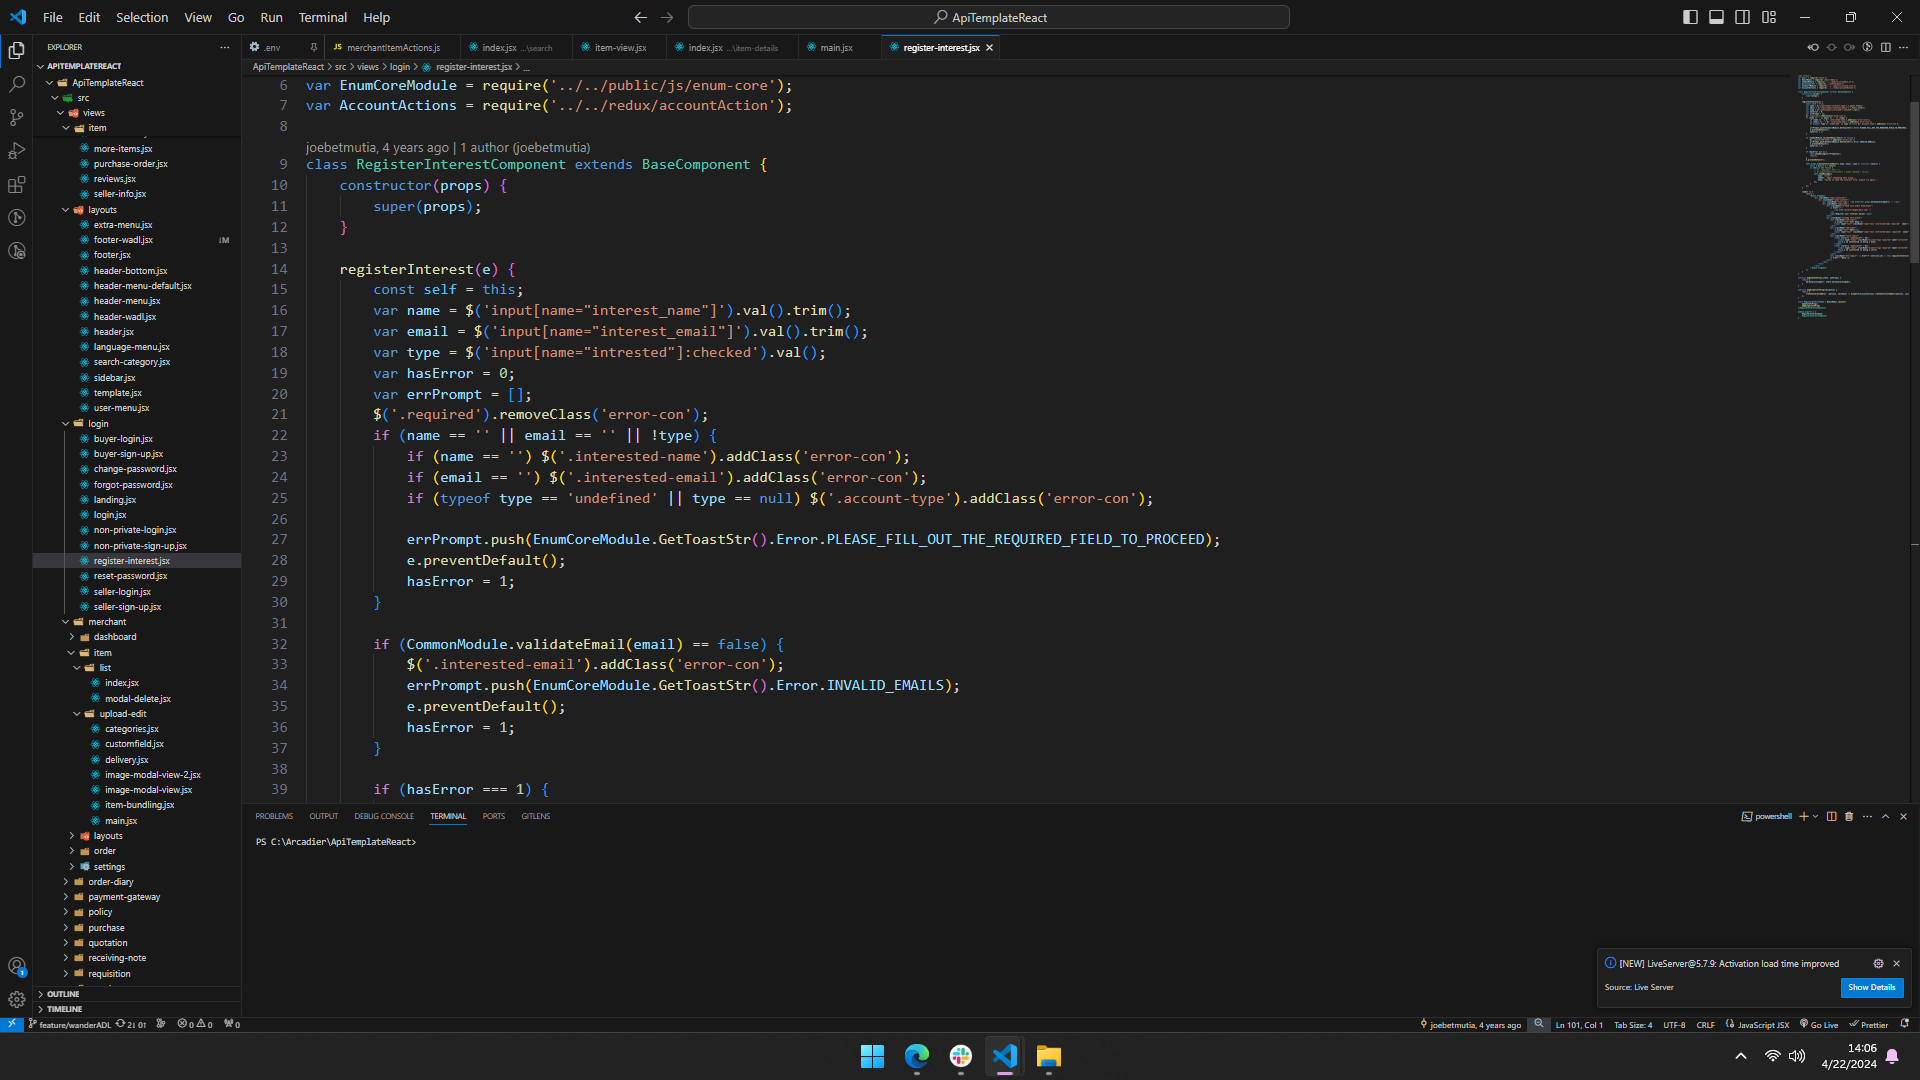 File Edit Selection View Go Run Terminal Help
ApiTemplateReact
EXPLORER
.env
merchantItemActions.js
index.jsx ...\search
item-view.jsx
index.jsx ...\item-details
main.jsx
register-interest.jsx
APITEMPLATEREACT
ApiTemplateReact
src
views
item
more-items.jsx
purchase-order.jsx
reviews.jsx
seller-info.jsx
layouts
extra-menu.jsx
footer-wadl.jsx ↓M
footer.jsx
header-bottom.jsx
header-menu-default.jsx
header-menu.jsx
header-wadl.jsx
header.jsx
language-menu.jsx
search-category.jsx
sidebar.jsx
template.jsx
user-menu.jsx
login
buyer-login.jsx
buyer-sign-up.jsx
change-password.jsx
forgot-password.jsx
landing.jsx
login.jsx
non-private-login.jsx
non-private-sign-up.jsx
register-interest.jsx
reset-password.jsx
seller-login.jsx
seller-sign-up.jsx
merchant
dashboard
item
list
index.jsx
modal-delete.jsx
upload-edit
categories.jsx
customfield.jsx
delivery.jsx
image-modal-view-2.jsx
image-modal-view.jsx
item-bundling.jsx
main.jsx
layouts
order
settings
order-diary
payment-gateway
policy
purchase
quotation
receiving-note
requisition
OUTLINE
TIMELINE
ApiTemplateReact > src > views > login > register-interest.jsx > ...
6 var EnumCoreModule = require('../../public/js/enum-core');
7 var AccountActions = require('../../redux/accountAction');
8
joebetmutia, 4 years ago | 1 author (joebetmutia)
9 class RegisterInterestComponent extends BaseComponent {
10 constructor(props) {
11 super(props);
12 }
13
14 registerInterest(e) {
15 const self = this;
16 var name = $('input[name="interest_name"]').val().trim();
17 var email = $('input[name="interest_email"]').val().trim();
18 var type = $('input[name="intrested"]:checked').val();
19 var hasError = 0;
20 var errPrompt = [];
21 $('.required').removeClass('error-con');
22 if (name == '' || email == '' || !type) {
23 if (name == '') $('.interested-name').addClass('error-con');
24 if (email == '') $('.interested-email').addClass('error-con');
25 if (typeof type == 'undefined' || type == null) $('.account-type').addClass('error-con');
26
27 errPrompt.push(EnumCoreModule.GetToastStr().Error.PLEASE_FILL_OUT_THE_REQUIRED_FIELD_TO_PROCEED);
28 e.preventDefault();
29 hasError = 1;
30 }
31
32 if (CommonModule.validateEmail(email) == false) {
33 $('.interested-email').addClass('error-con');
34 errPrompt.push(EnumCoreModule.GetToastStr().Error.INVALID_EMAILS);
35 e.preventDefault();
36 hasError = 1;
37 }
38
39 if (hasError === 1) {
PROBLEMS OUTPUT DEBUG CONSOLE TERMINAL PORTS GITLENS
powershell
PS C:\Arcadier\ApiTemplateReact>
[NEW] LiveServer@5.7.9: Activation load time improved
Source: Live Server
Show Details
feature/wanderADL 2↓ 0↑ 0 0 0
joebetmutia, 4 years ago Ln 101, Col 1 Tab Size: 4 UTF-8 CRLF JavaScript JSX Go Live Prettier
14:06
4/22/2024